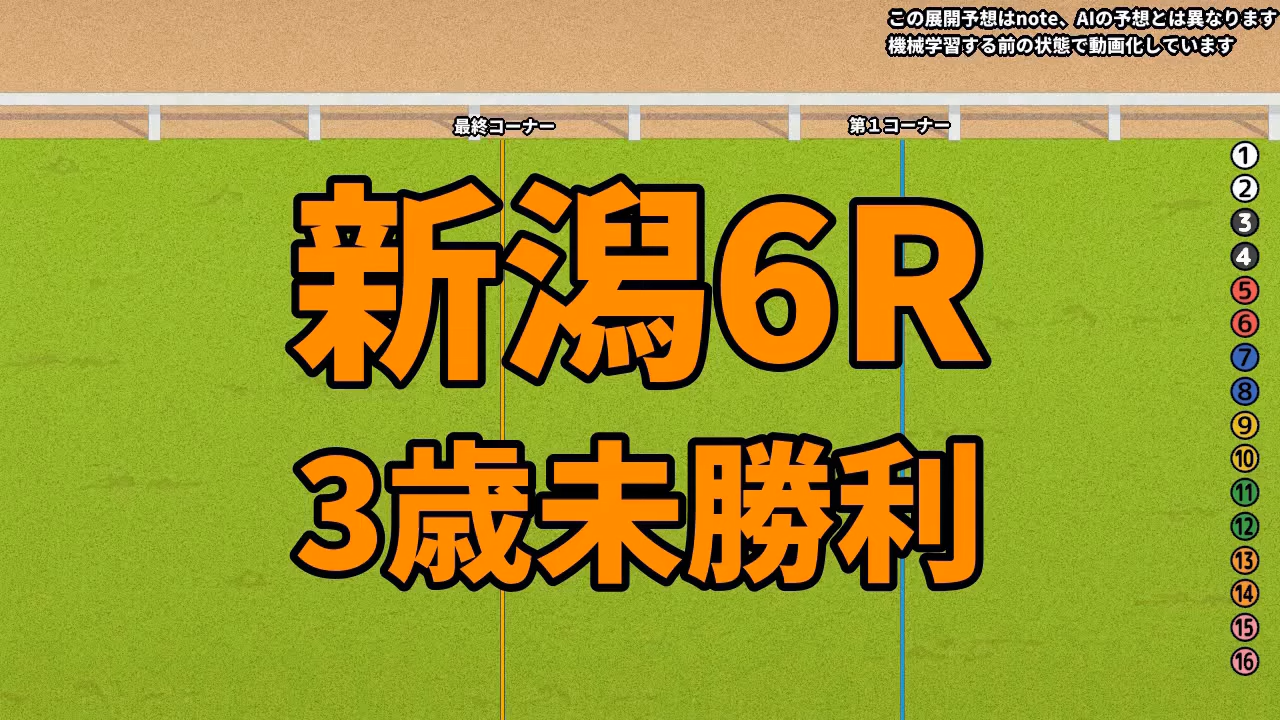 この展開予想はnote、AIの予想とは異なります
機械学習する前の状態で動画化しています
最終コーナー
第１コーナー
新潟6R
3歳未勝利
1
2
3
4
5
6
7
8
9
10
11
12
13
14
15
16